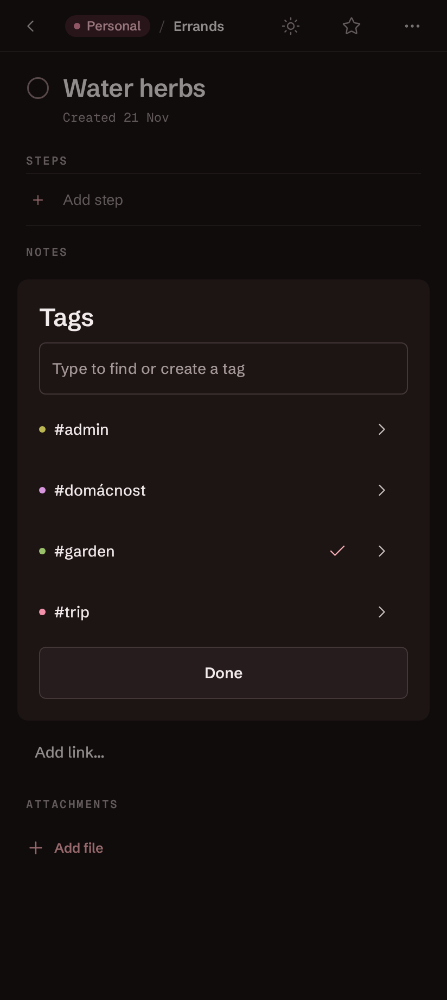 Personal / Errands
Water herbs
Created 21 Nov
STEPS
Add step
NOTES
Tags
Type to find or create a tag
#admin
#domácnost
#garden
#trip
Done
Add link...
ATTACHMENTS
Add file